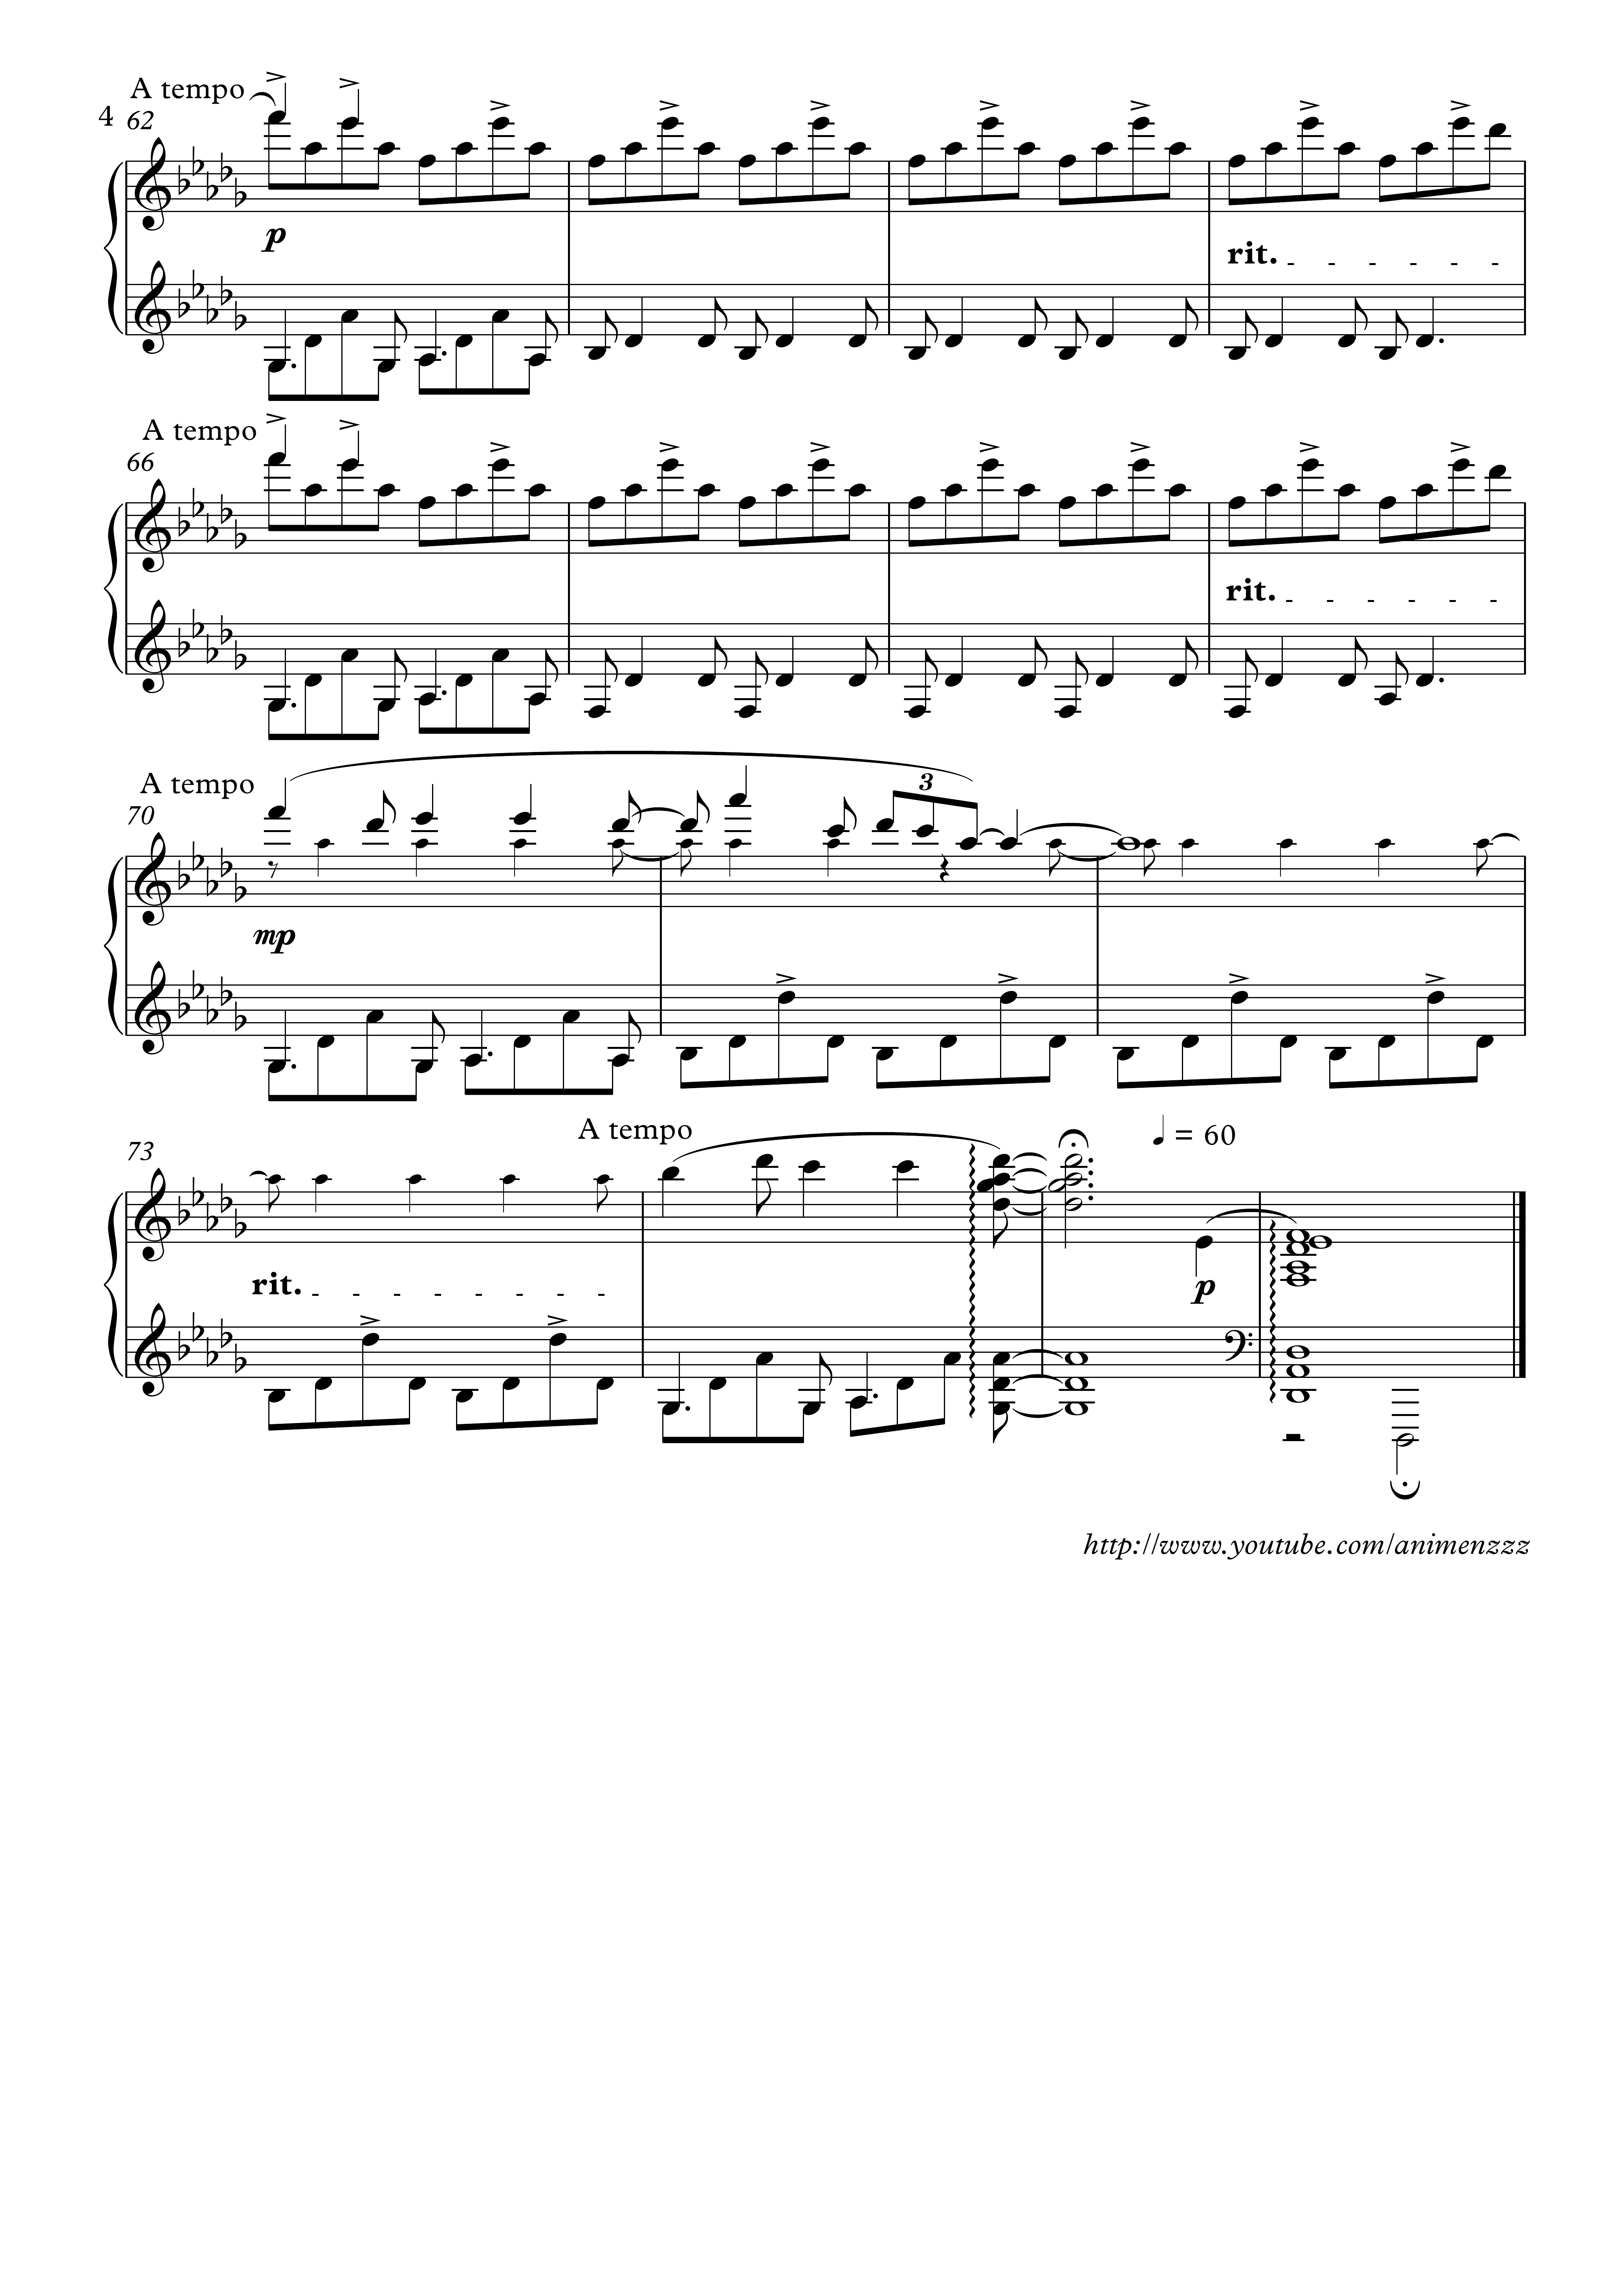 A tempo
4 62
p
rit.
A tempo
66
rit.
A tempo
70
3
mp
73
A tempo
= 60
rit.
p
http://www.youtube.com/animenzzz